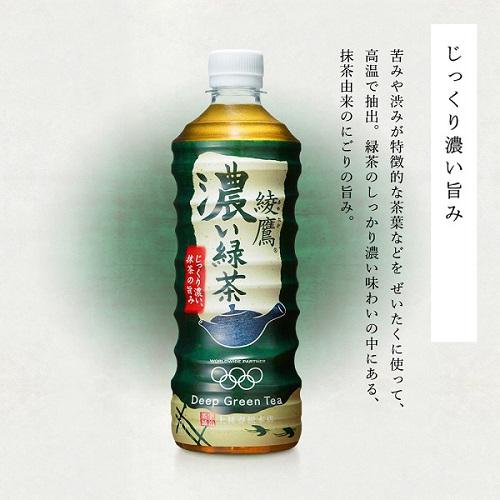 じっくり濃い旨み
苦みや渋みが特徴的な茶葉などを ぜいたくに使って、
高温で抽出。緑茶のしっかり濃い味わいの中にある、
抹茶由来のにごりの旨み。
綾鷹®
濃い緑茶
じっくり濃い。
抹茶の旨み
WORLDWIDE PARTNER
Deep Green Tea